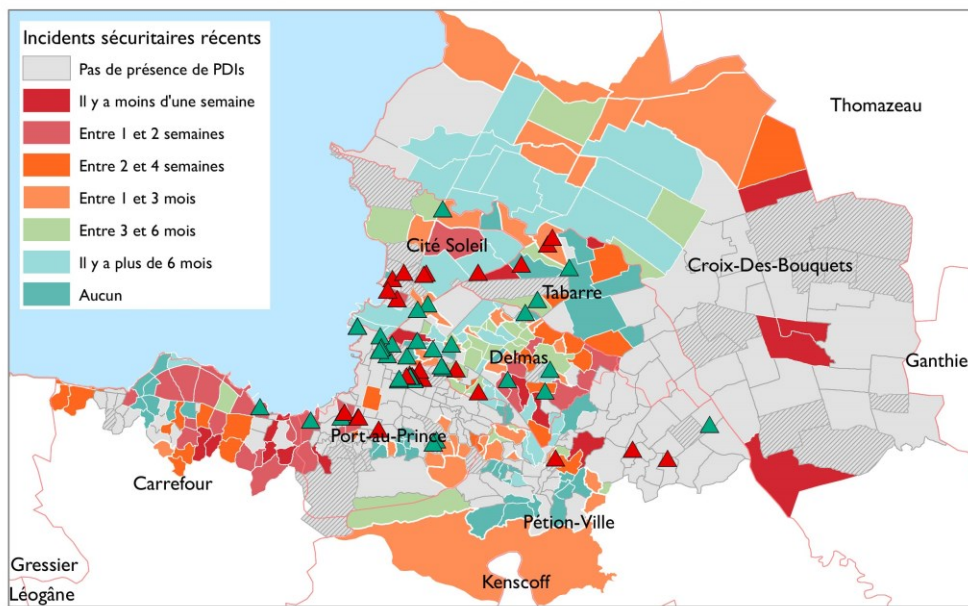 Incidents sécuritaires récents
Pas de présence de PDIs
Il y a moins d'une semaine
Entre 1 et 2 semaines
Entre 2 et 4 semaines
Entre 1 et 3 mois
Entre 3 et 6 mois
Il y a plus de 6 mois
Aucun
Thomazeau
Cité Soleil
Croix-Des-Bouquets
Tabarre
Delmas
Ganthie
Port-au-Prince
Carrefour
Pétion-Ville
Gressier
Kenscoff
Léogâne